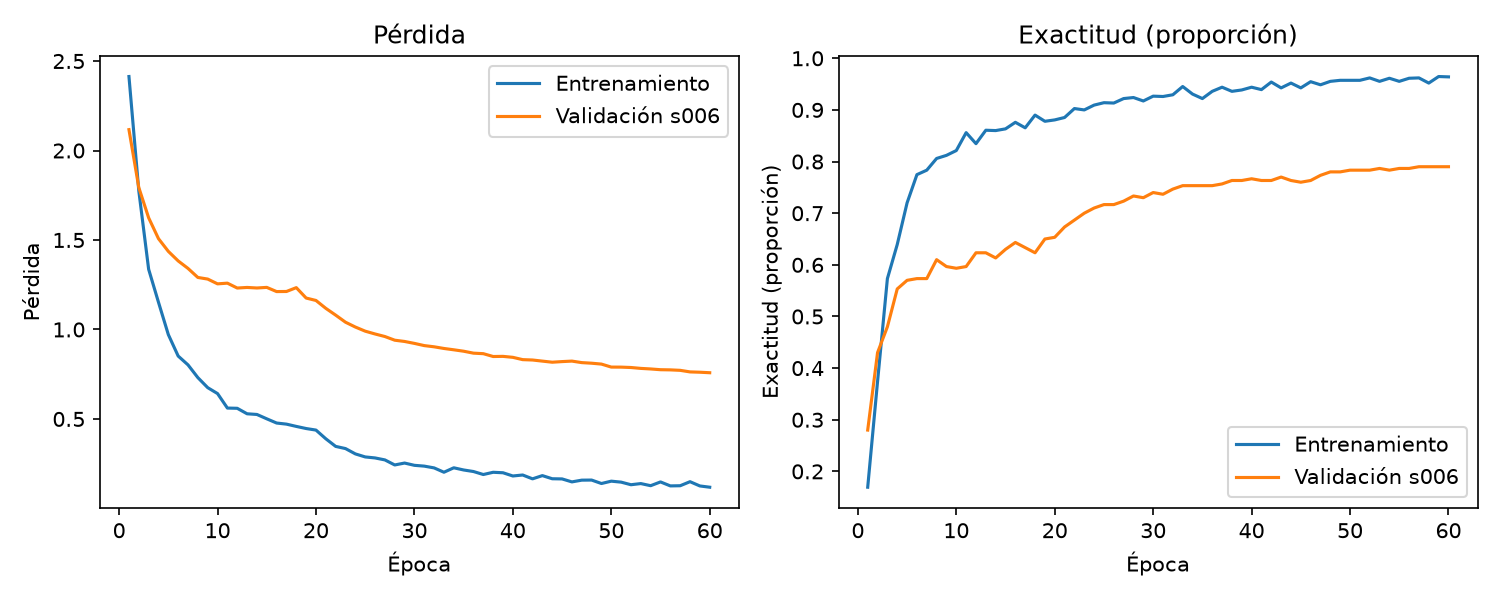 Pérdida
Pérdida
2.5
2.0
1.5
1.0
0.5
0
10
20
30
40
50
60
Época
Entrenamiento
Validación s006
Exactitud (proporción)
Exactitud (proporción)
1.0
0.9
0.8
0.7
0.6
0.5
0.4
0.3
0.2
0
10
20
30
40
50
60
Época
Entrenamiento
Validación s006